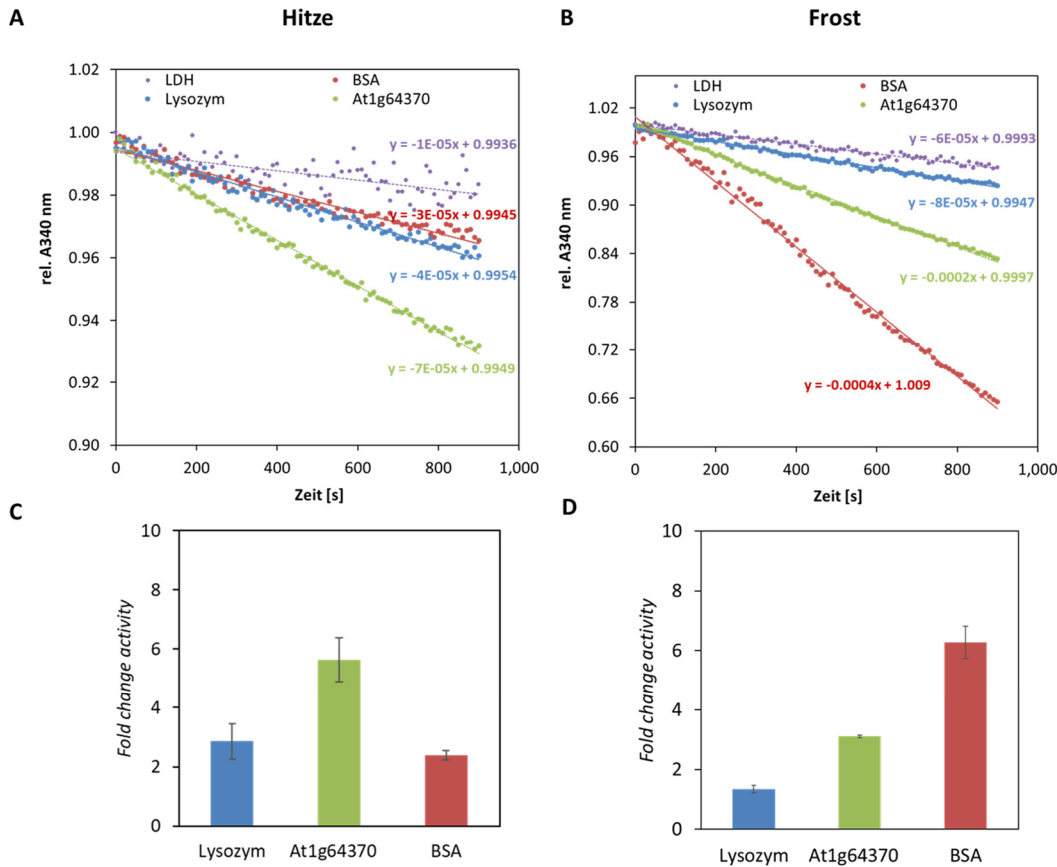 A
Hitze
LDH
BSA
Lysozym
At1g64370
1.02
1.00
0.98
0.96
0.94
0.92
0.90
rel. A340 nm
y = -1E-05x + 0.9936
y = -3E-05x + 0.9945
y = -4E-05x + 0.9954
y = -7E-05x + 0.9949
0
200
400
600
800
1,000
Zeit [s]
B
Frost
LDH
BSA
Lysozym
At1g64370
1.02
0.96
0.90
0.84
0.78
0.72
0.66
0.60
rel. A340 nm
y = -6E-05x + 0.9993
y = -8E-05x + 0.9947
y = -0.0002x + 0.9997
y = -0.0004x + 1.009
0
200
400
600
800
1,000
Zeit [s]
C
10
8
6
4
2
0
Fold change activity
Lysozym
At1g64370
BSA
D
10
8
6
4
2
0
Fold change activity
Lysozym
At1g64370
BSA